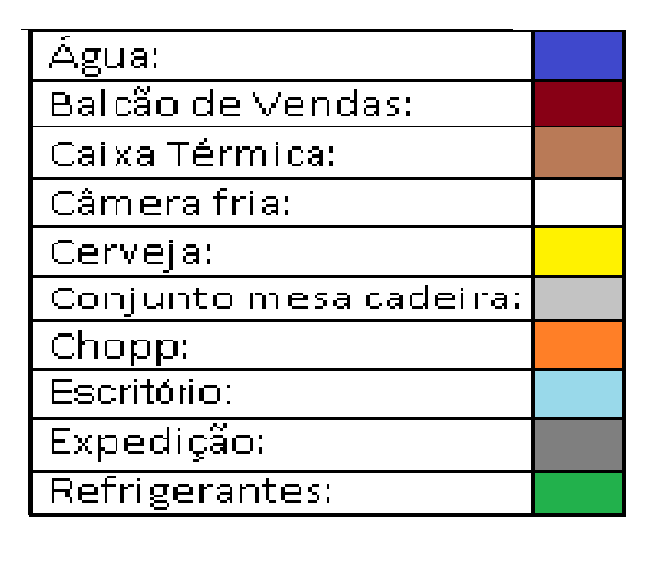 Água:
Balcão de Vendas:
Caixa Térmica:
Câmera fria:
Cerveja:
Conjunto mesa cadeira:
Chopp:
Escritório:
Expedição:
Refrigerantes: